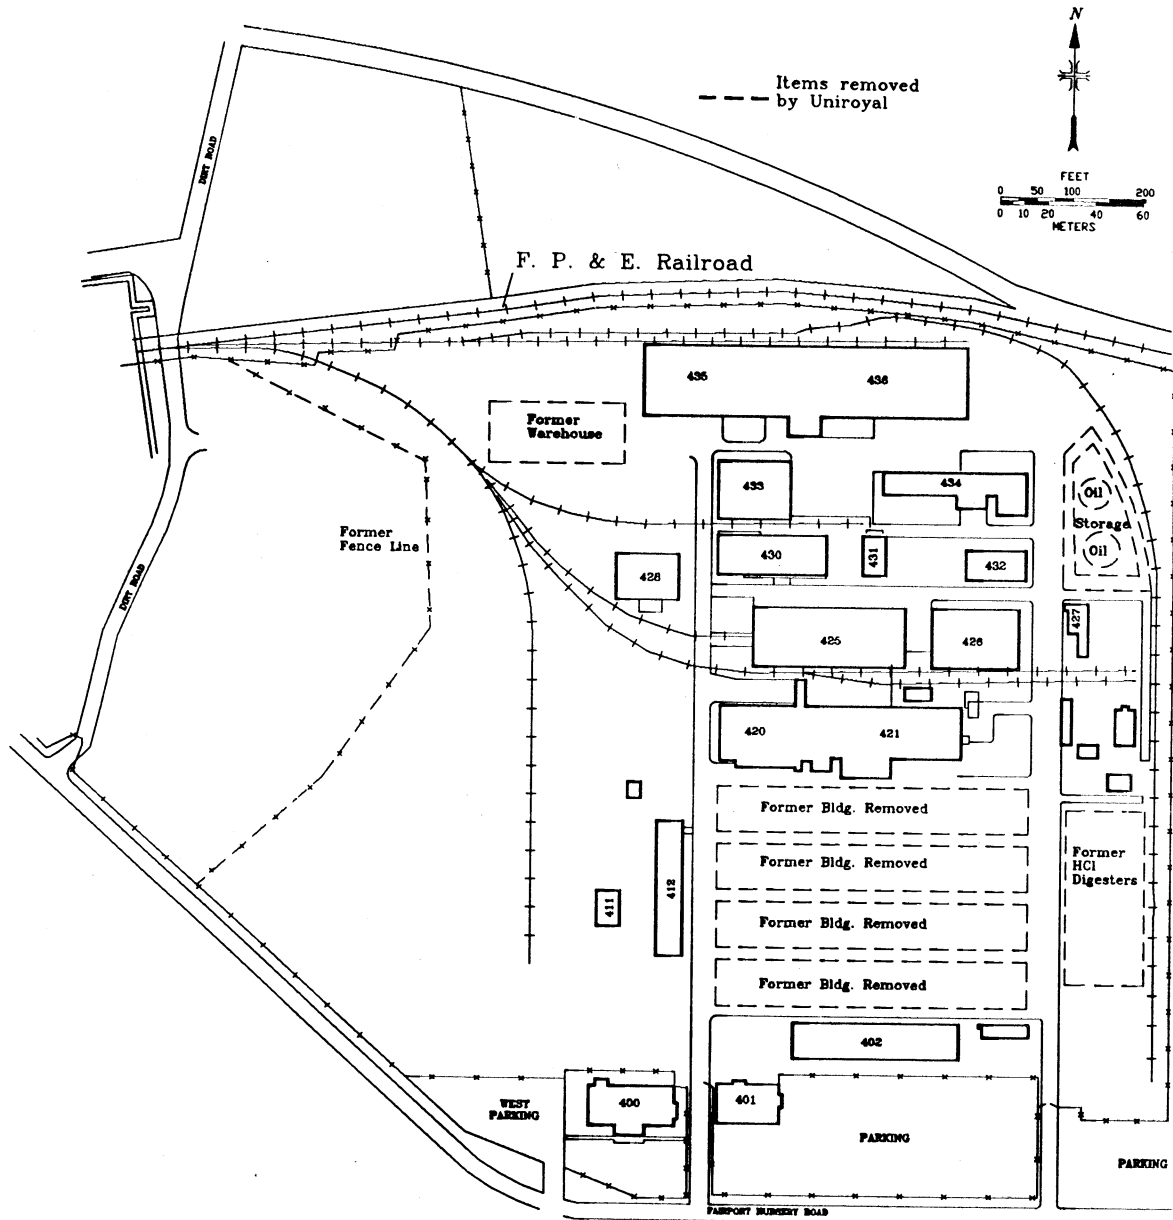 N
Items removed
by Uniroyal
FEET
0 50 100 200
0 10 20 40 60
METERS
DIRT ROAD
F. P. & E. Railroad
435
436
Former
Warehouse
433
434
Oil
Storage
Oil
Former
Fence Line
430
431
432
428
DIRT ROAD
425
426
427
420
421
Former Bldg. Removed
Former Bldg. Removed
Former
HCl
Digesters
412
411
Former Bldg. Removed
Former Bldg. Removed
402
WEST
PARKING
400
401
PARKING
PARKING
FAIRPORT NURSERY ROAD